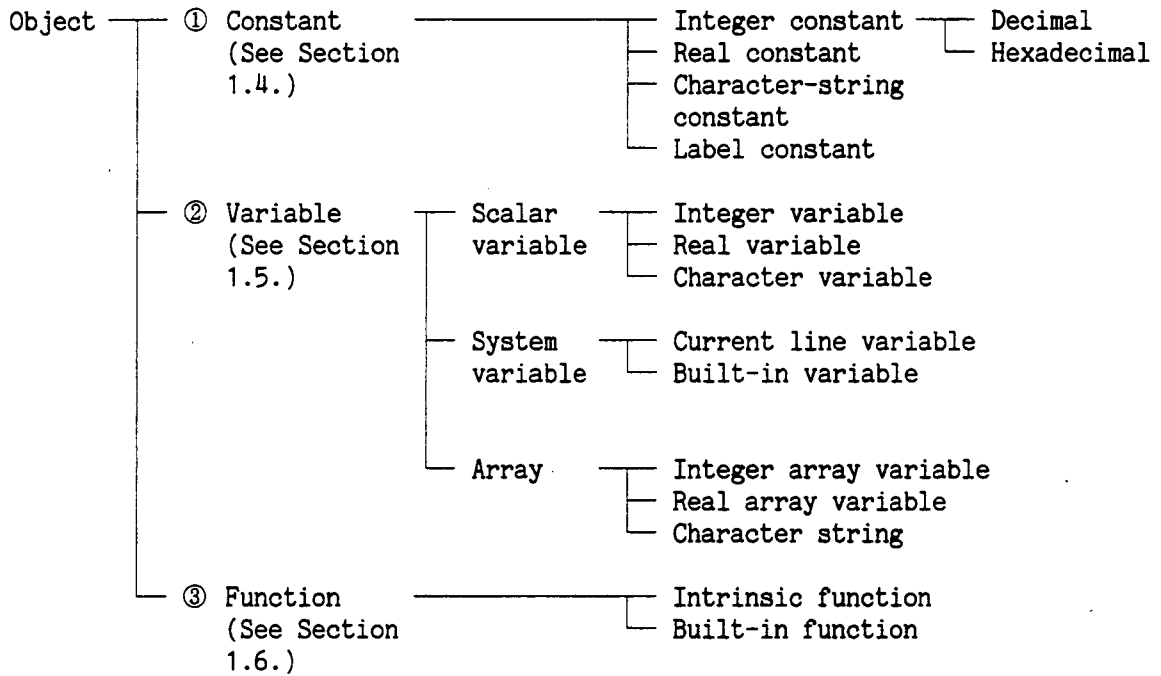 Object ① Constant Integer constant Decimal
(See Section Real constant Hexadecimal
1.4.) Character-string
constant
Label constant
② Variable Scalar Integer variable
(See Section variable Real variable
1.5.) Character variable
System Current line variable
variable Built-in variable
Array Integer array variable
Real array variable
Character string
③ Function Intrinsic function
(See Section Built-in function
1.6.)